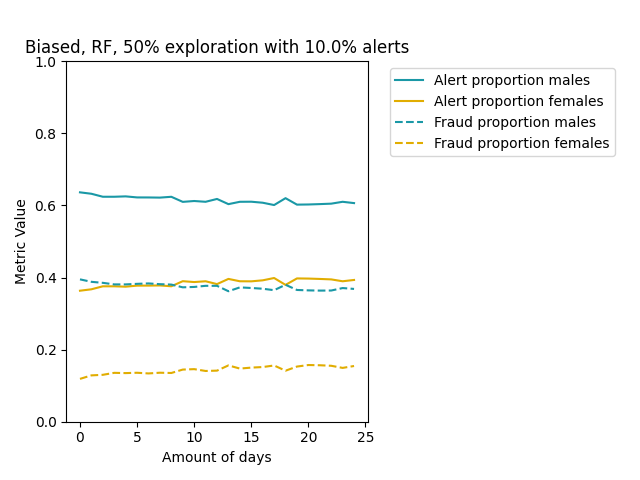 Biased, RF, 50% exploration with 10.0% alerts
1.0
0.8
0.6
0.4
0.2
0.0
Metric Value
0 5 10 15 20 25
Amount of days
Alert proportion males
Alert proportion females
Fraud proportion males
Fraud proportion females